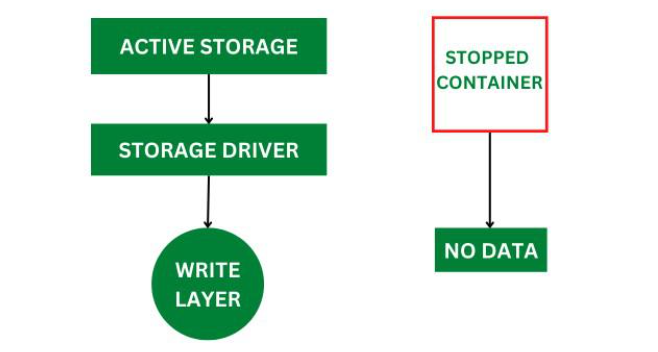 ACTIVE STORAGE
STORAGE DRIVER
WRITE
LAYER
STOPPED
CONTAINER
NO DATA